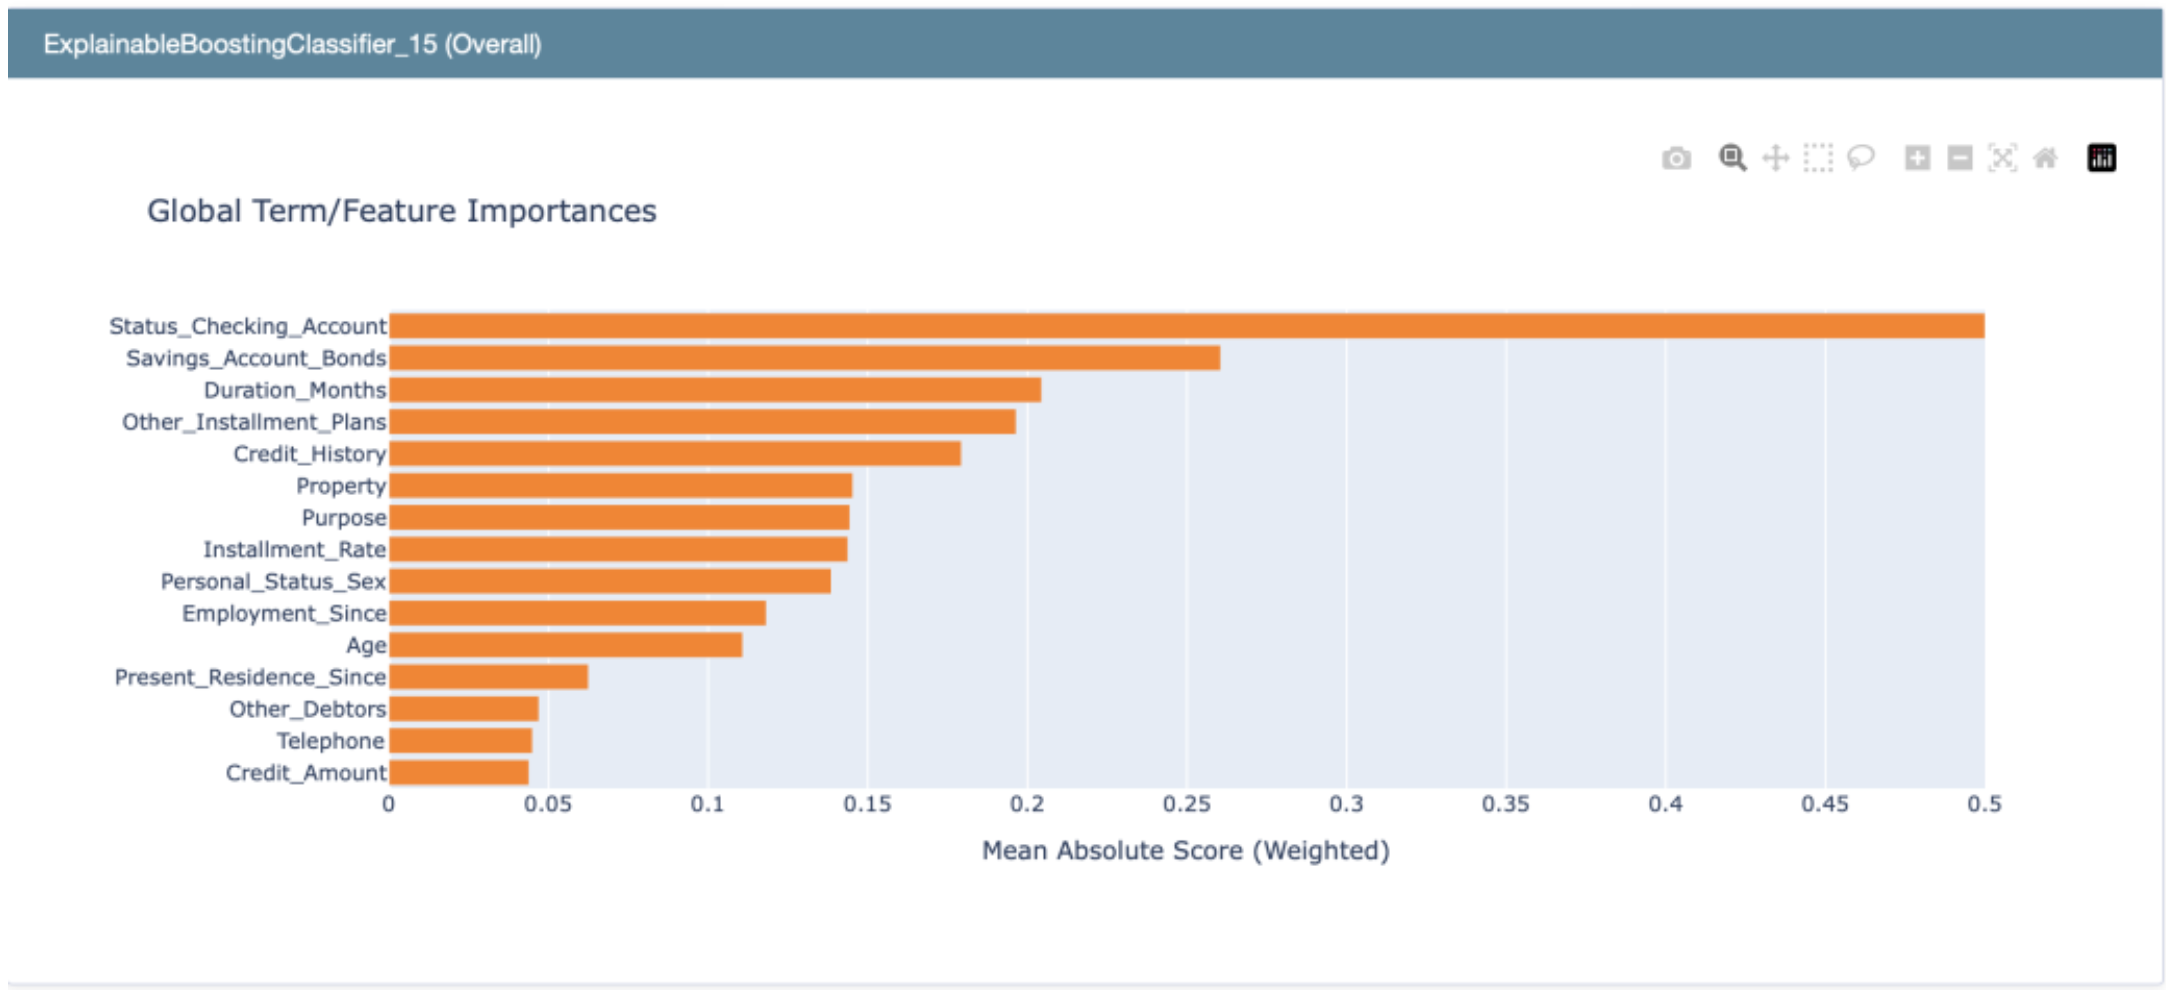 ExplainableBoostingClassifier_15 (Overall)
Global Term/Feature Importances
Status_Checking_Account
Savings_Account_Bonds
Duration_Months
Other_Installment_Plans
Credit_History
Property
Purpose
Installment_Rate
Personal_Status_Sex
Employment_Since
Age
Present_Residence_Since
Other_Debtors
Telephone
Credit_Amount
0 0.05 0.1 0.15 0.2 0.25 0.3 0.35 0.4 0.45 0.5
Mean Absolute Score (Weighted)